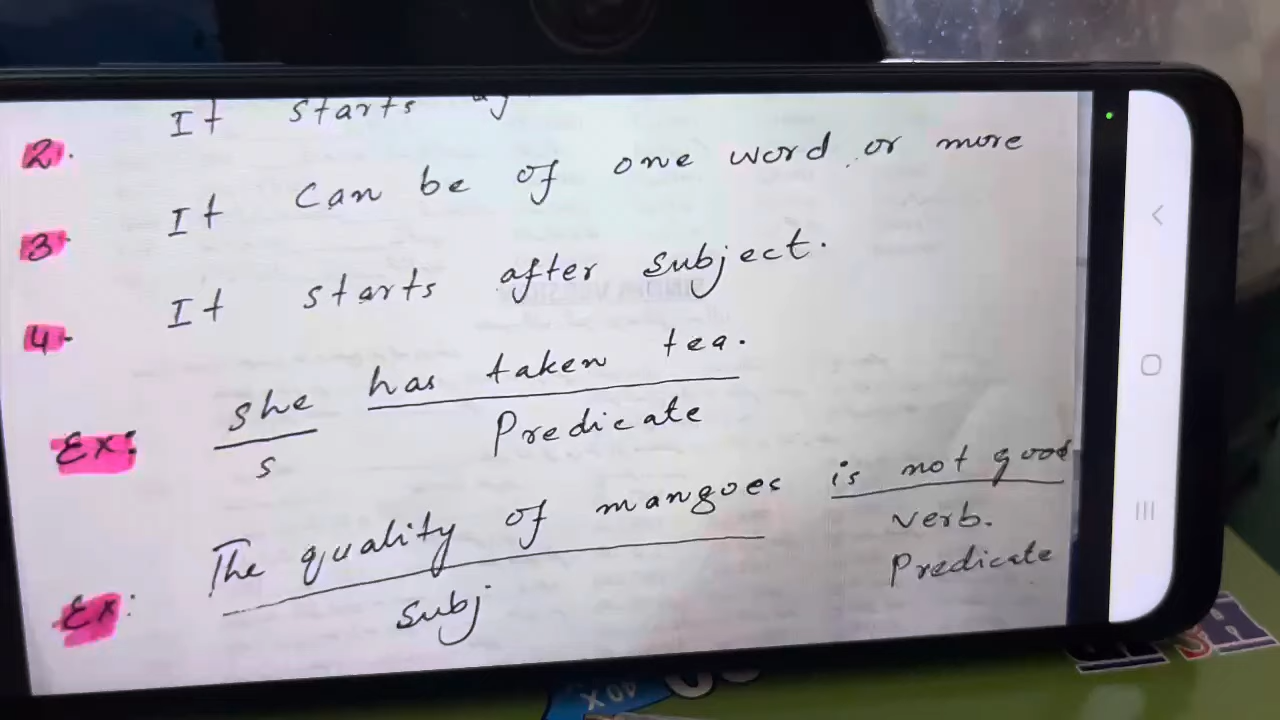 It starts
2. It can be of one word or more
3. It starts after subject.
4.
Ex: She has taken tea.
S Predicate
Ex: The quality of mangoes is not good
Subj verb.
Predicate
40 X